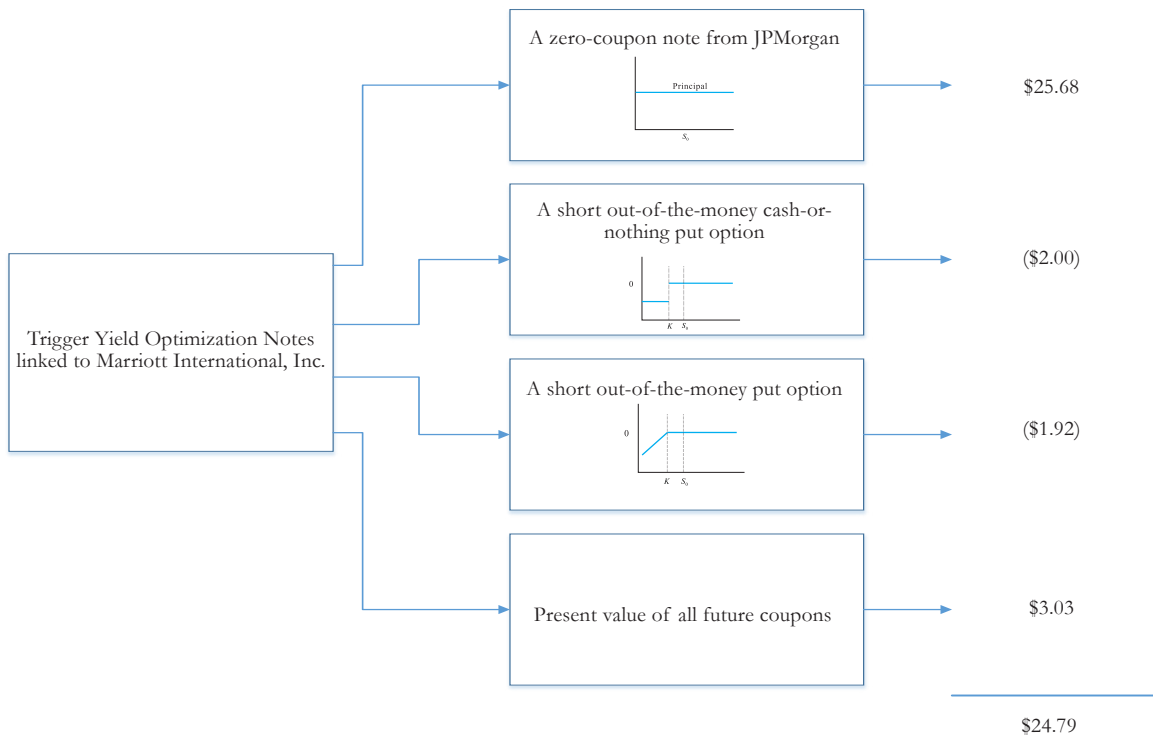 A zero-coupon note from JPMorgan
Principal
S₀
$25.68
A short out-of-the-money cash-or-
nothing put option
0
K
S₀
($2.00)
Trigger Yield Optimization Notes
linked to Marriott International, Inc.
A short out-of-the-money put option
0
K
S₀
($1.92)
Present value of all future coupons
$3.03
$24.79